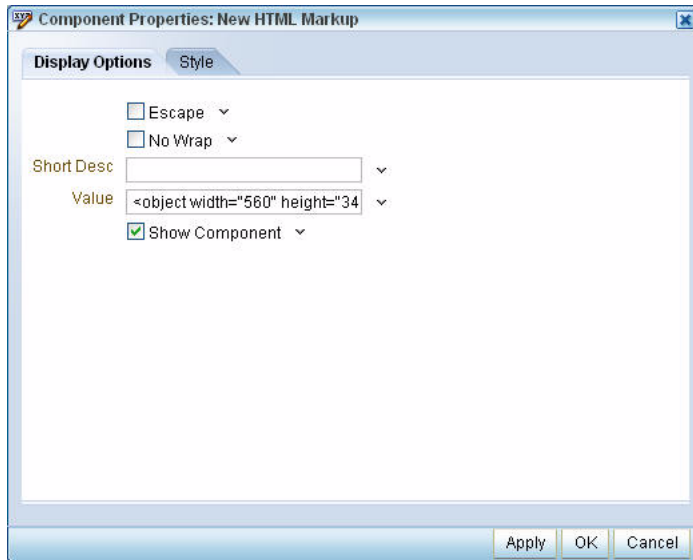 Component Properties: New HTML Markup
Display Options Style
Escape
No Wrap
Short Desc
Value <object width="560" height="34
Show Component
Apply OK Cancel